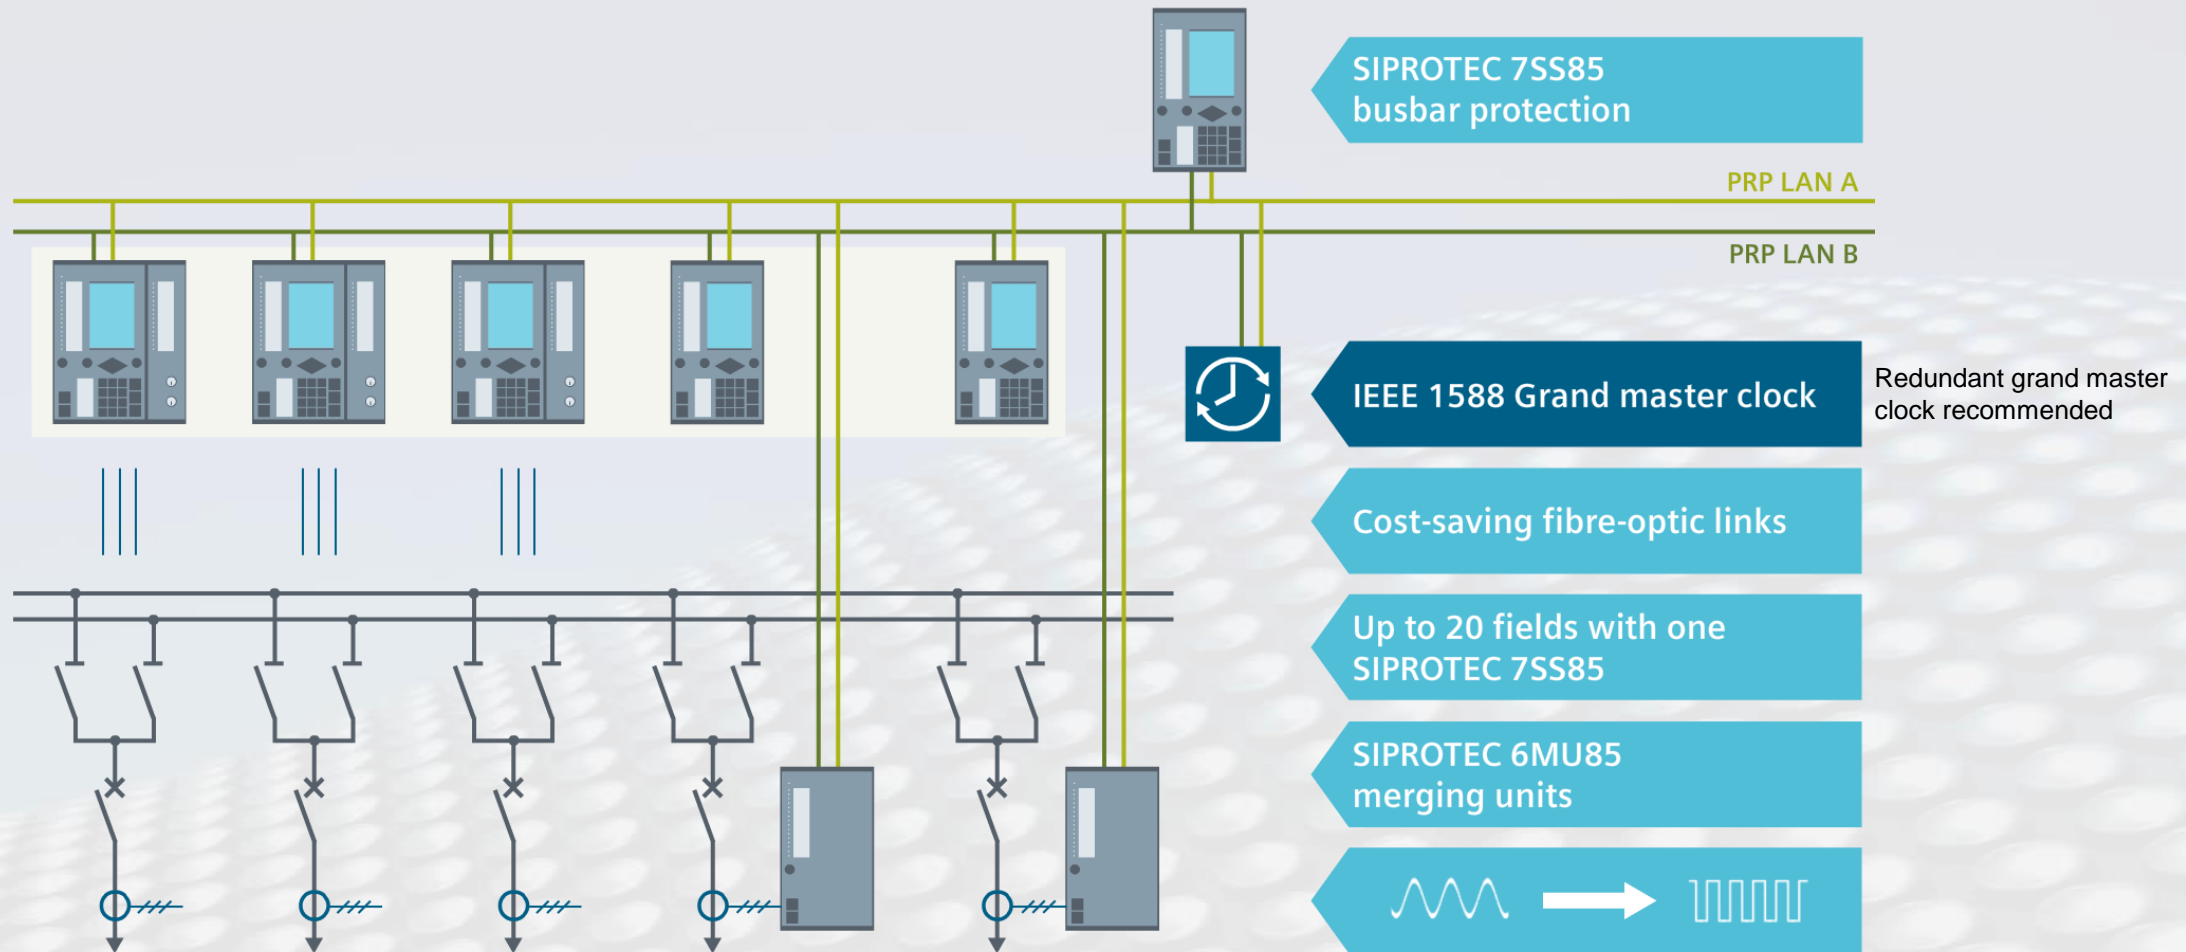 SIPROTEC 7SS85
busbar protection
PRP LAN A
PRP LAN B
IEEE 1588 Grand master clock
Redundant grand master
clock recommended
Cost-saving fibre-optic links
Up to 20 fields with one
SIPROTEC 7SS85
SIPROTEC 6MU85
merging units